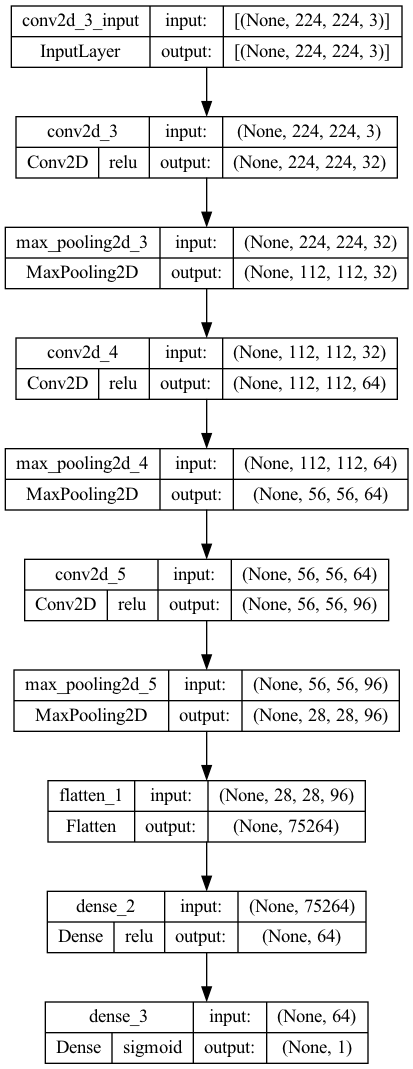 conv2d_3_input input: [(None, 224, 224, 3)]
InputLayer output: [(None, 224, 224, 3)]
conv2d_3 input: (None, 224, 224, 3)
Conv2D relu output: (None, 224, 224, 32)
max_pooling2d_3 input: (None, 224, 224, 32)
MaxPooling2D output: (None, 112, 112, 32)
conv2d_4 input: (None, 112, 112, 32)
Conv2D relu output: (None, 112, 112, 64)
max_pooling2d_4 input: (None, 112, 112, 64)
MaxPooling2D output: (None, 56, 56, 64)
conv2d_5 input: (None, 56, 56, 64)
Conv2D relu output: (None, 56, 56, 96)
max_pooling2d_5 input: (None, 56, 56, 96)
MaxPooling2D output: (None, 28, 28, 96)
flatten_1 input: (None, 28, 28, 96)
Flatten output: (None, 75264)
dense_2 input: (None, 75264)
Dense relu output: (None, 64)
dense_3 input: (None, 64)
Dense sigmoid output: (None, 1)